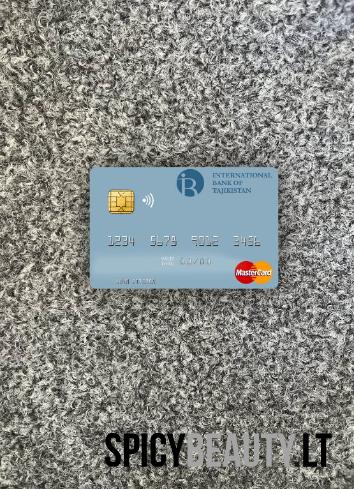 INTERNATIONAL
BANK OF
TAJIKISTAN
1234 5678 9012 3456
MasterCard
SPICYBEAUTY.LT